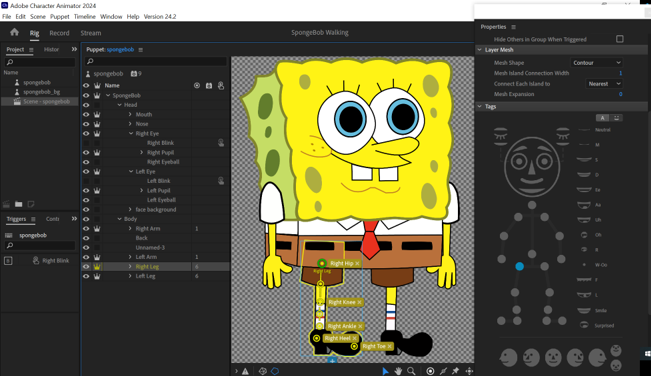 Adobe Character Animator 2024
File Edit Scene Puppet Timeline Window Help Version 24.2
Rig Record Stream
SpongeBob Walking
Project Histor
Name
spongebob
spongebob_bg
Scene - spongebob
Triggers Contr
spongebob
Right Blink
Puppet: spongebob
spongebob 9
Name
SpongeBob
Head
Mouth
Nose
Right Eye
Right Blink
Right Pupil
Right Eyeball
Left Eye
Left Blink
Left Pupil
Left Eyeball
face background
Body
Right Arm 1
Back
Unnamed-3
Left Arm 1
Right Leg 6
Left Leg 6
Right Hip
Right Leg
Right Knee
Right Ankle
Right Heel
Right Toe
Properties
Hide Others in Group When Triggered
Layer Mesh
Mesh Shape Contour
Mesh Island Connection Width 1
Connect Each Island to Nearest
Mesh Expansion 0
Tags
A
Neutral
M
S
D
Ee
Aa
Uh
Oh
R
W-Oo
F
L
Smile
Surprised